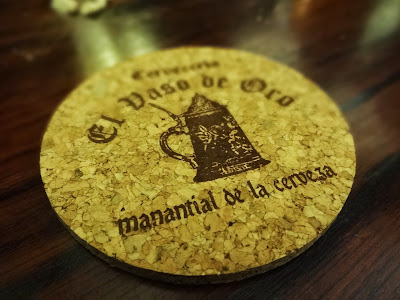 Cervecería
El Vaso de Oro
manantial de la cerveza